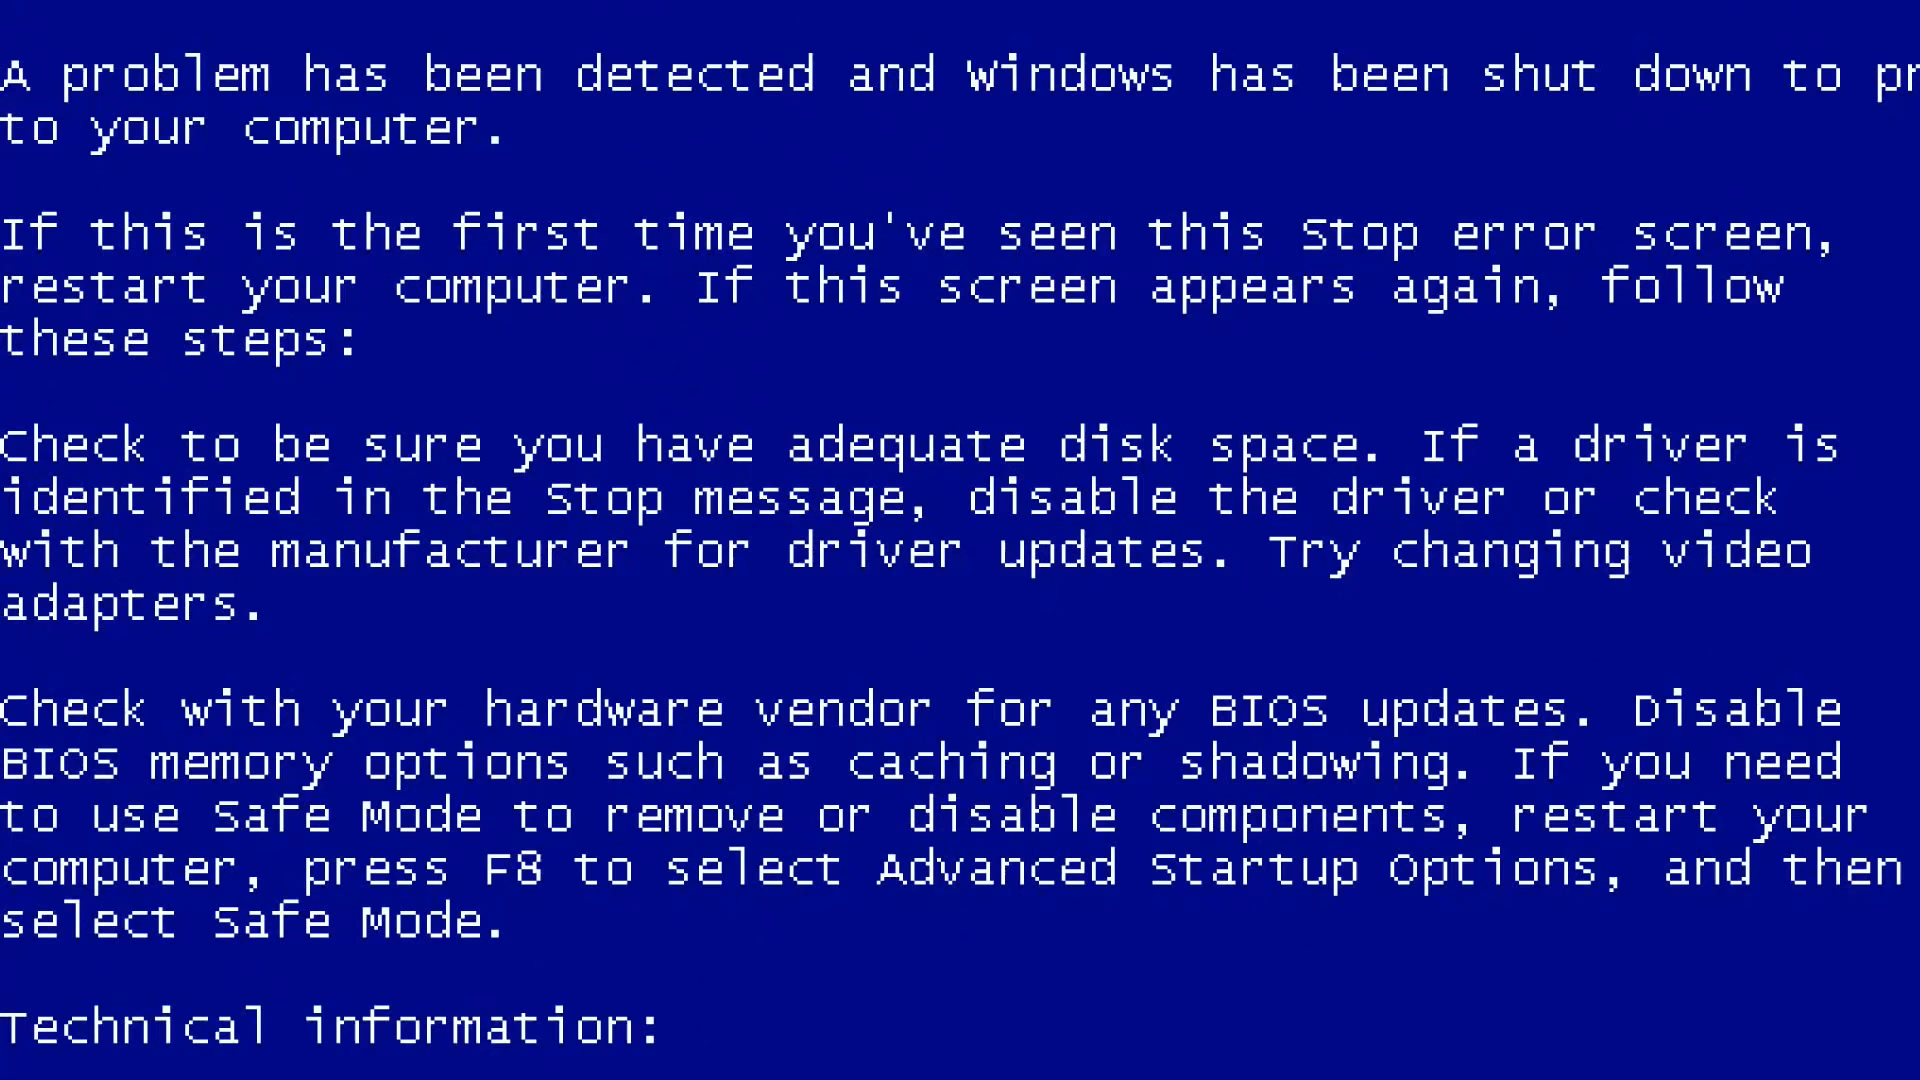 A problem has been detected and Windows has been shut down to pr
to your computer.
If this is the first time you've seen this Stop error screen,
restart your computer. If this screen appears again, follow
these steps:
Check to be sure you have adequate disk space. If a driver is
identified in the Stop message, disable the driver or check
with the manufacturer for driver updates. Try changing video
adapters.
Check with your hardware vendor for any BIOS updates. Disable
BIOS memory options such as caching or shadowing. If you need
to use Safe Mode to remove or disable components, restart your
computer, press F8 to select Advanced Startup Options, and then
select Safe Mode.
Technical information: